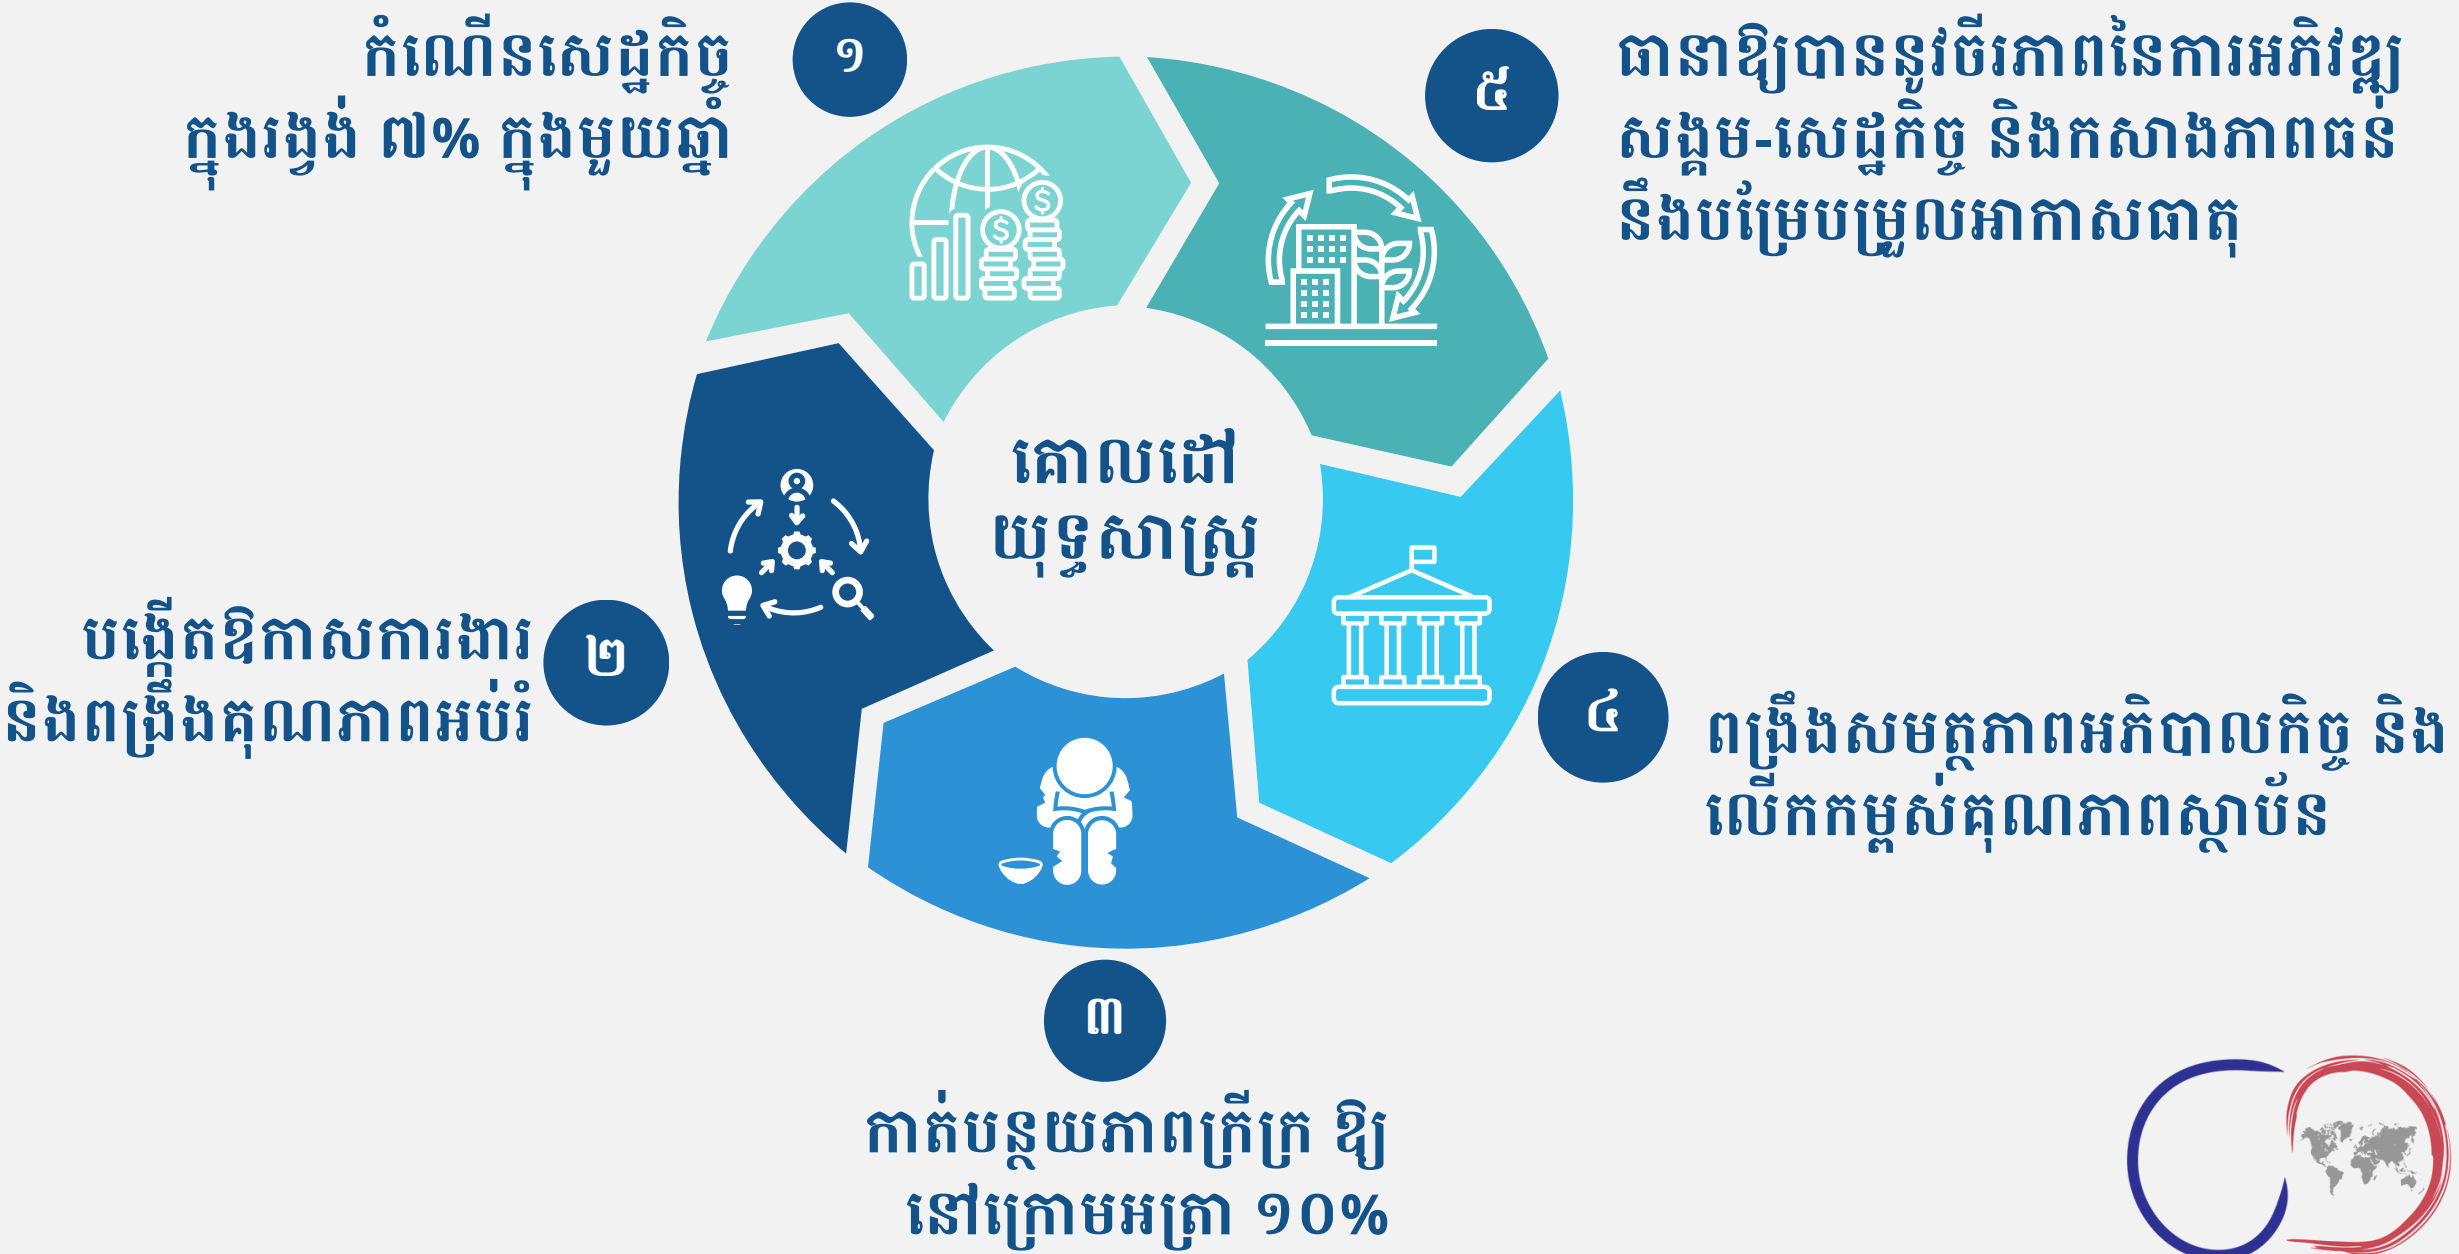 ១
កំណើនសេដ្ឋកិច្ច
ក្នុងរង្វង់ ៧% ក្នុងមួយឆ្នាំ
២
បង្កើតឱកាសការងារ
និងពង្រឹងគុណភាពអប់រំ
៣
កាត់បន្ថយភាពក្រីក្រ ឱ្យ
នៅក្រោមអត្រា ១០%
៤
ពង្រឹងសមត្ថភាពអភិបាលកិច្ច និង
លើកកម្ពស់គុណភាពស្ថាប័ន
៥
ធានាឱ្យបាននូវចីរភាពនៃការអភិវឌ្ឍ
សង្គម-សេដ្ឋកិច្ច និងកសាងភាពធន់
នឹងបម្រែបម្រួលអាកាសធាតុ
គោលដៅ
យុទ្ធសាស្ត្រ